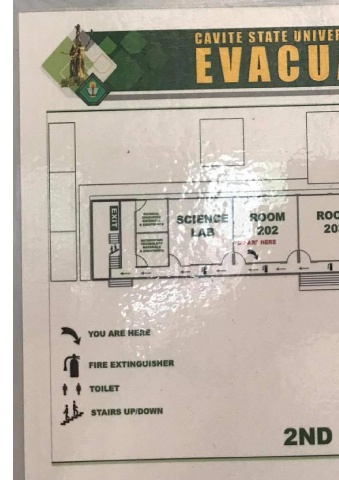 CAVITE STATE UNIVER
EVACUA
EXIT
SCIENCE
LAB
ROOM
202
ROO
20
YOU ARE HERE
FIRE EXTINGUISHER
TOILET
STAIRS UP/DOWN
2ND